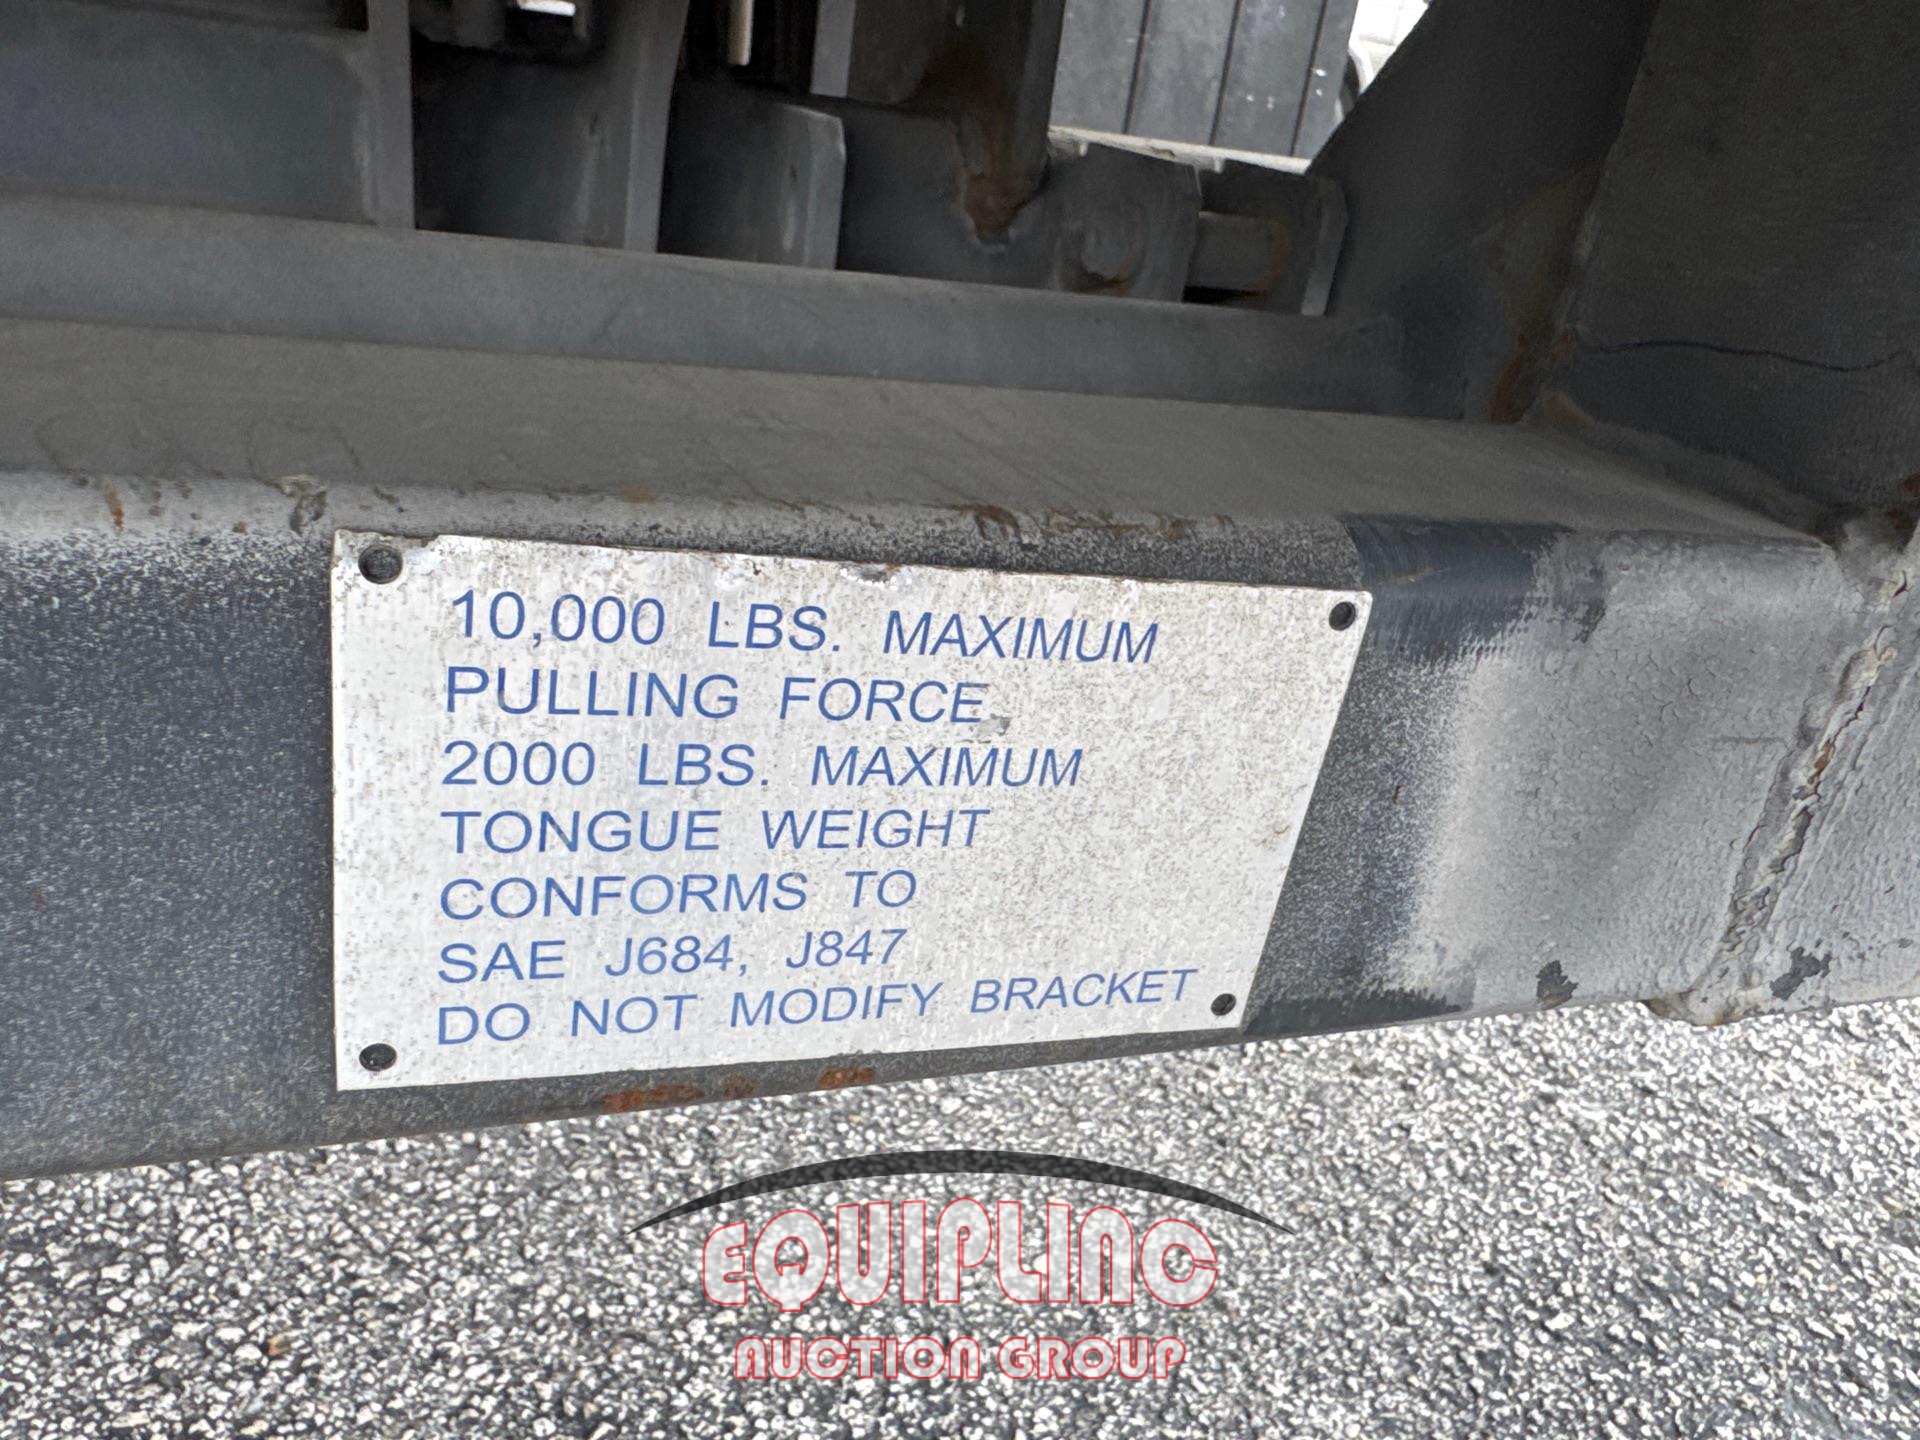 10,000 LBS. MAXIMUM
PULLING FORCE
2000 LBS. MAXIMUM
TONGUE WEIGHT
CONFORMS TO
SAE J684, J847
DO NOT MODIFY BRACKET
EQUIPLINC
AUCTION GROUP